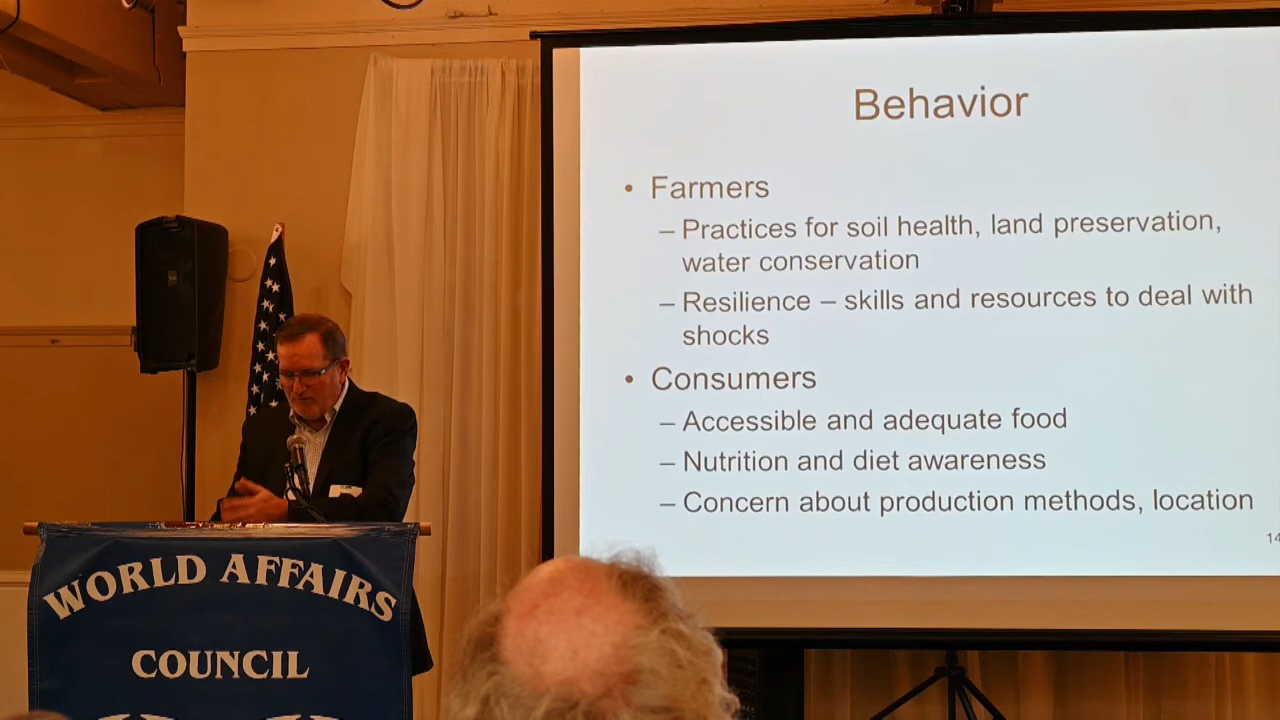 Behavior
• Farmers
– Practices for soil health, land preservation,
water conservation
– Resilience – skills and resources to deal with
shocks
• Consumers
– Accessible and adequate food
– Nutrition and diet awareness
– Concern about production methods, location
14
WORLD AFFAIRS
COUNCIL